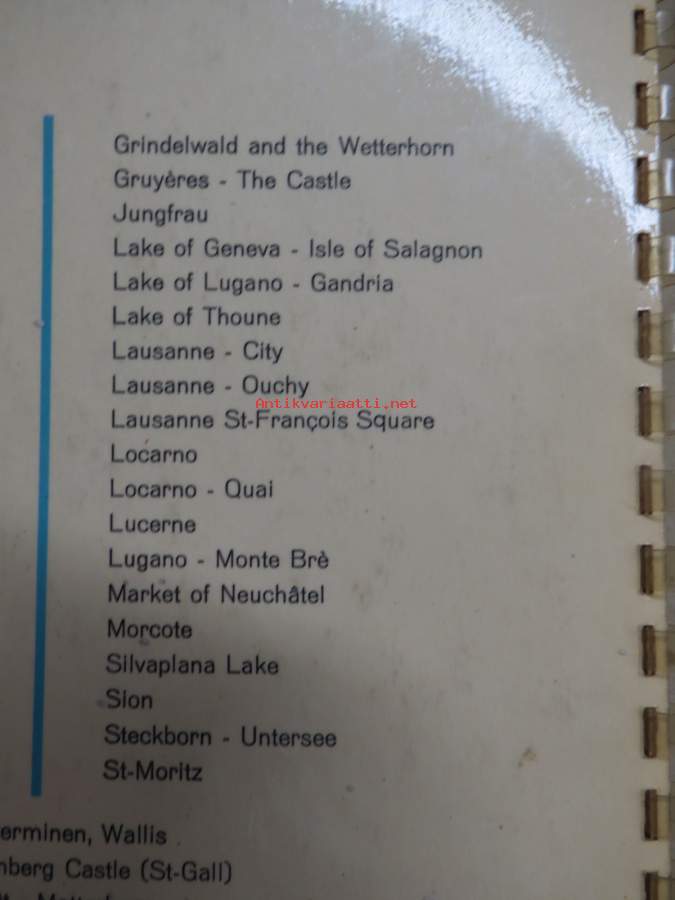 Grindelwald and the Wetterhorn
Gruyères - The Castle
Jungfrau
Lake of Geneva - Isle of Salagnon
Lake of Lugano - Gandria
Lake of Thoune
Lausanne - City
Lausanne - Ouchy
Antikvariaatti.net
Lausanne St-François Square
Locarno
Locarno - Quai
Lucerne
Lugano - Monte Brè
Market of Neuchâtel
Morcote
Silvaplana Lake
Sion
Steckborn - Untersee
St-Moritz
erminen, Wallis
nberg Castle (St-Gall)